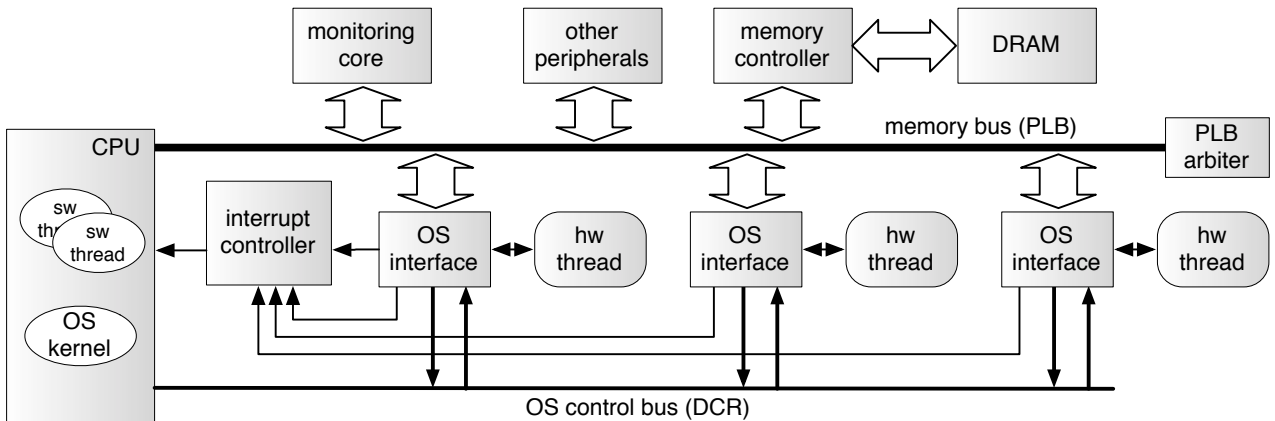 monitoring
core
other
peripherals
memory
controller
DRAM
memory bus (PLB)
PLB
arbiter
CPU
sw
sw
thread
OS
kernel
interrupt
controller
OS
interface
hw
thread
OS
interface
hw
thread
OS
interface
hw
thread
OS control bus (DCR)